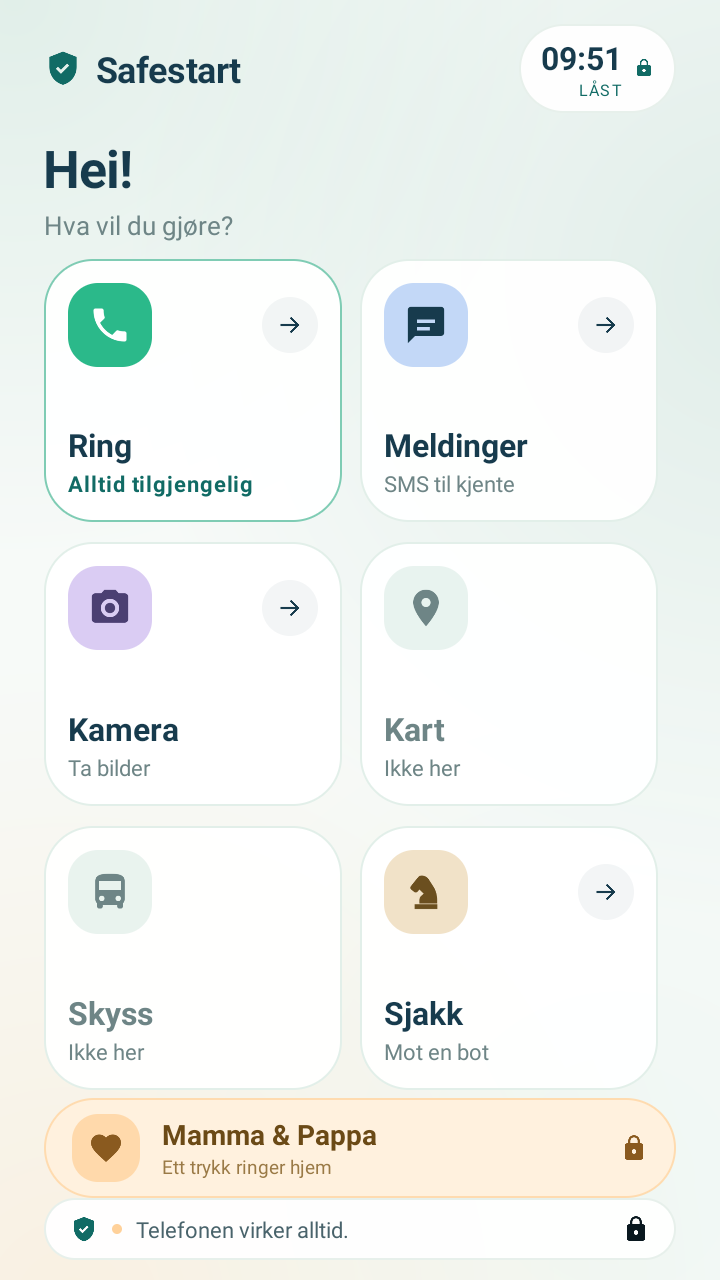 Safestart
09:51
LÅST
Hei!
Hva vil du gjøre?
Ring
Alltid tilgjengelig
Meldinger
SMS til kjente
Kamera
Ta bilder
Kart
Ikke her
Skyss
Ikke her
Sjakk
Mot en bot
Mamma & Pappa
Ett trykk ringer hjem
Telefonen virker alltid.